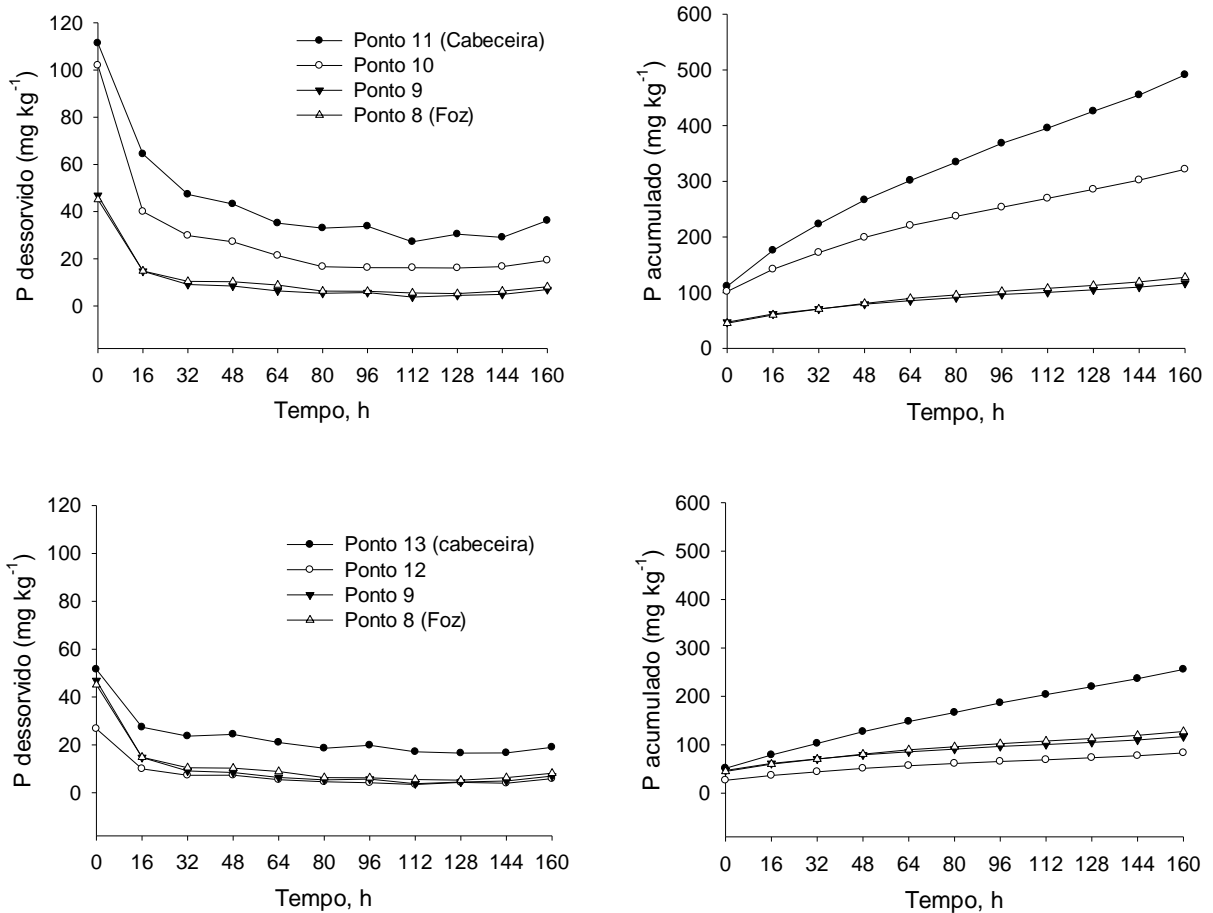 P dessorvido (mg kg-1)
120
100
80
60
40
20
0
Ponto 11 (Cabeceira)
Ponto 10
Ponto 9
Ponto 8 (Foz)
0 16 32 48 64 80 96 112 128 144 160
Tempo, h
P acumulado (mg kg-1)
600
500
400
300
200
100
0
0 16 32 48 64 80 96 112 128 144 160
Tempo, h
P dessorvido (mg kg-1)
120
100
80
60
40
20
0
Ponto 13 (cabeceira)
Ponto 12
Ponto 9
Ponto 8 (Foz)
0 16 32 48 64 80 96 112 128 144 160
Tempo, h
P acumulado (mg kg-1)
600
500
400
300
200
100
0
0 16 32 48 64 80 96 112 128 144 160
Tempo, h